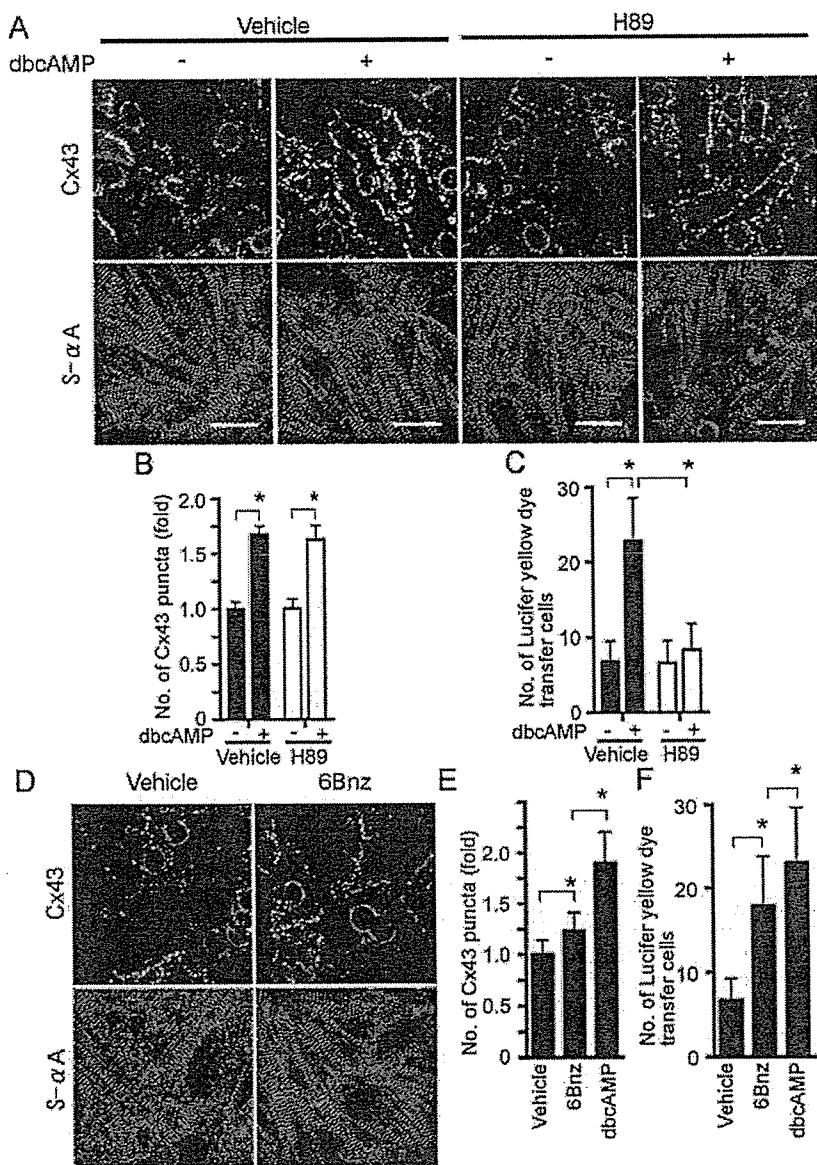 A
Vehicle H89
dbcAMP - + - +
Cx43
S-αA
B
No. of Cx43 puncta (fold)
2.0
1.5
1.0
0.5
0
* *
dbcAMP - + - +
Vehicle H89
C
No. of Lucifer yellow dye
transfer cells
30
20
10
0
* *
dbcAMP - + - +
Vehicle H89
D
Vehicle 6Bnz
Cx43
S-αA
E
No. of Cx43 puncta (fold)
2.0
1.5
1.0
0.5
0
* *
Vehicle
6Bnz
dbcAMP
F
No. of Lucifer yellow dye
transfer cells
30
20
10
0
* *
Vehicle
6Bnz
dbcAMP